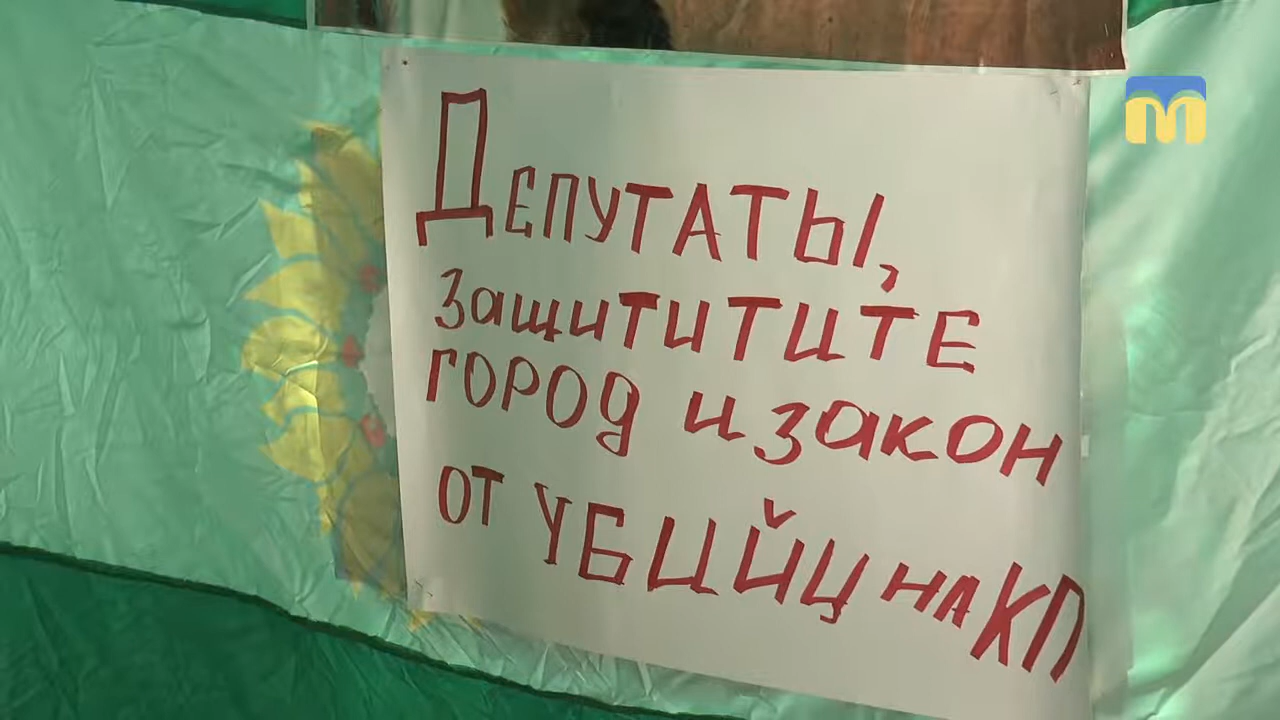 Депутаты,
защитите
город и закон
от убийц на КП
m